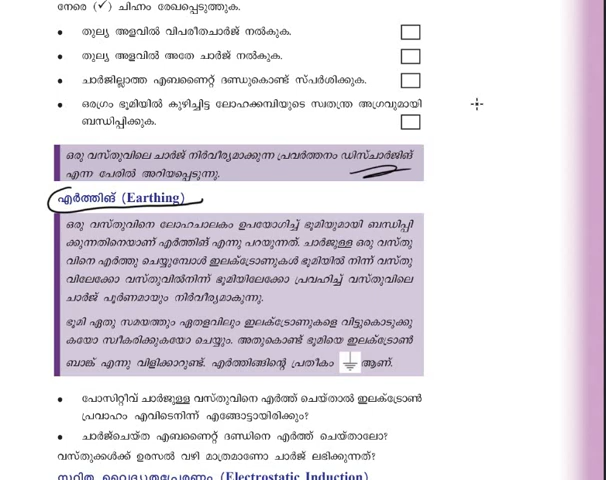 നേരെ (✓) ചിഹ്നം രേഖപ്പെടുത്തുക.
• തുല്യ അളവിൽ വിപരീതചാർജ് നൽകുക.
• തുല്യ അളവിൽ അതേ ചാർജ് നൽകുക.
• ചാർജില്ലാത്ത എബണൈറ്റ് ദണ്ഡുകൊണ്ട് സ്പർശിക്കുക.
• ഒരഗ്രം ഭൂമിയിൽ കുഴിച്ചിട്ട ലോഹക്കമ്പിയുടെ സ്വതന്ത്ര അഗ്രവുമായി
ബന്ധിപ്പിക്കുക.
ഒരു വസ്തുവിലെ ചാർജ് നിർവീര്യമാക്കുന്ന പ്രവർത്തനം ഡിസ്ചാർജിങ്
എന്ന പേരിൽ അറിയപ്പെടുന്നു.
എർത്തിങ് (Earthing)
ഒരു വസ്തുവിനെ ലോഹചാലകം ഉപയോഗിച്ച് ഭൂമിയുമായി ബന്ധിപ്പി
ക്കുന്നതിനെയാണ് എർത്തിങ് എന്നു പറയുന്നത്. ചാർജുള്ള ഒരു വസ്തു
വിനെ എർത്തു ചെയ്യുമ്പോൾ ഇലക്ട്രോണുകൾ ഭൂമിയിൽ നിന്ന് വസ്തു
വിലേക്കോ വസ്തുവിൽനിന്ന് ഭൂമിയിലേക്കോ പ്രവഹിച്ച് വസ്തുവിലെ
ചാർജ് പൂർണമായും നിർവീര്യമാകുന്നു.
ഭൂമി ഏതു സമയത്തും ഏതളവിലും ഇലക്ട്രോണുകളെ വിട്ടുകൊടുക്കു
കയോ സ്വീകരിക്കുകയോ ചെയ്യും. അതുകൊണ്ട് ഭൂമിയെ ഇലക്ട്രോൺ
ബാങ്ക് എന്നു വിളിക്കാറുണ്ട്. എർത്തിങ്ങിന്റെ പ്രതീകം ആണ്.
• പോസിറ്റീവ് ചാർജുള്ള വസ്തുവിനെ എർത്ത് ചെയ്താൽ ഇലക്ട്രോൺ
പ്രവാഹം എവിടെനിന്ന് എങ്ങോട്ടായിരിക്കും?
• ചാർജ്ചെയ്ത എബണൈറ്റ് ദണ്ഡിനെ എർത്ത് ചെയ്താലോ?
വസ്തുക്കൾക്ക് ഉരസൽ വഴി മാത്രമാണോ ചാർജ് ലഭിക്കുന്നത്?
സ്ഥിത വൈദ്യുതപ്രേരണം (Electrostatic Induction)